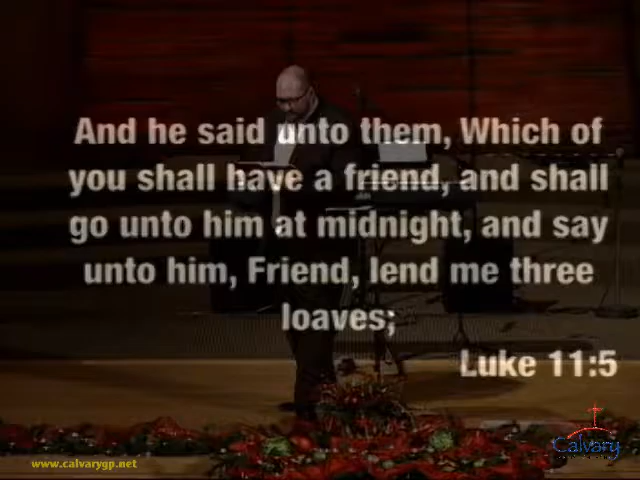 And he said unto them, Which of
you shall have a friend, and shall
go unto him at midnight, and say
unto him, Friend, lend me three
loaves;
Luke 11:5
Calvary
www.calvarygp.net